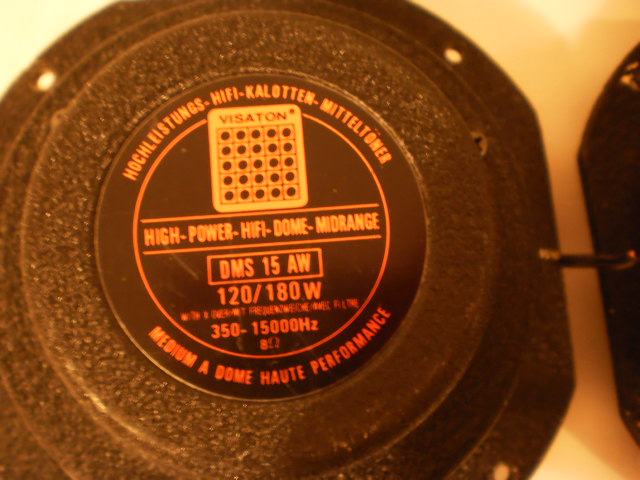 HOCHLEISTUNGS-HIFI-KALOTTEN-MITTELTÖNER
VISATON
HIGH-POWER-HIFI-DOME-MIDRANGE
DMS 15 AW
120/180W
350-15000Hz
8Ω
MEDIUM A DOME HAUTE PERFORMANCE